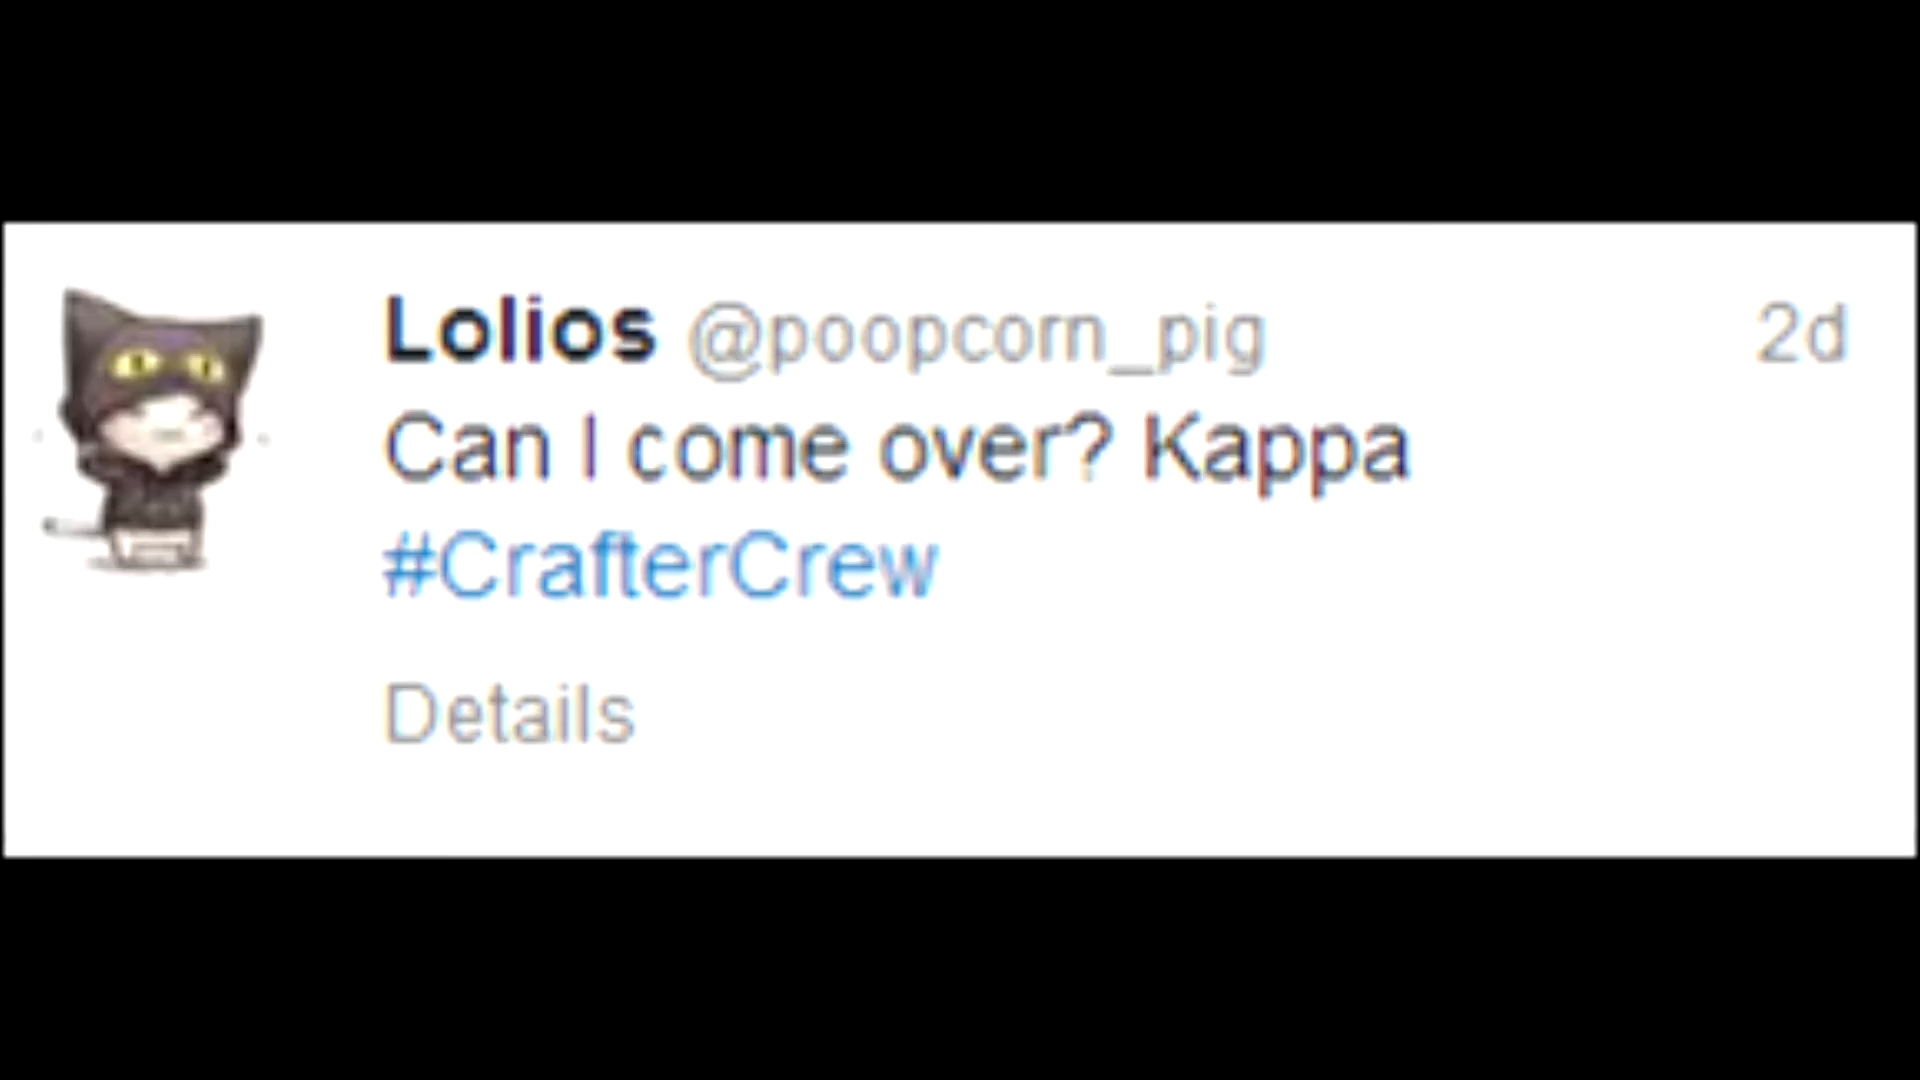 Lolios @poopcorn_pig 2d
Can I come over? Kappa
#CrafterCrew
Details